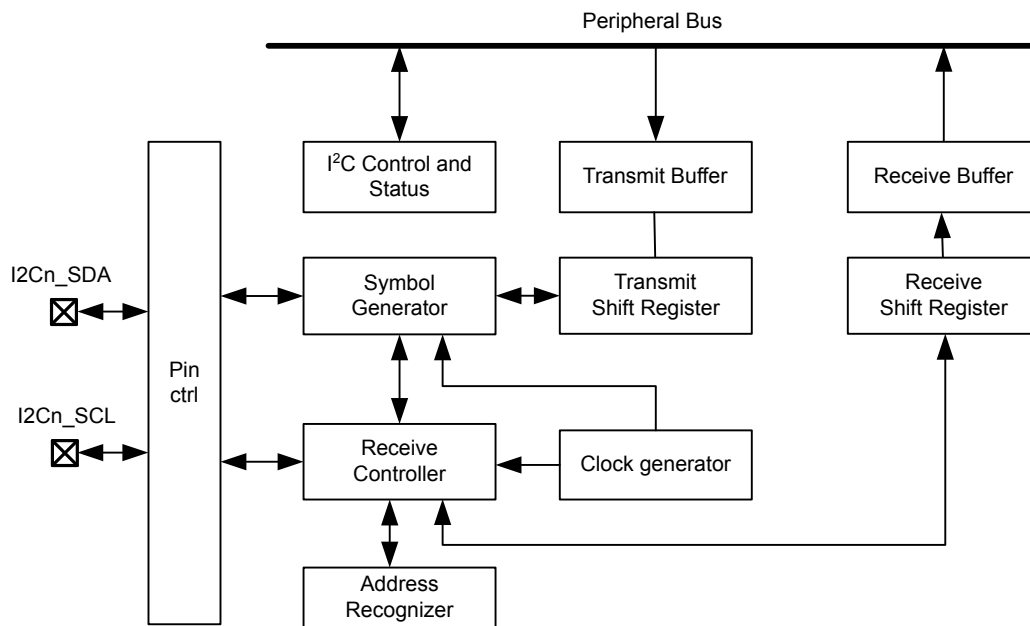 Peripheral Bus
I²C Control and
Status
Transmit Buffer
Receive Buffer
I2Cn_SDA
Symbol
Generator
Transmit
Shift Register
Receive
Shift Register
Pin
ctrl
I2Cn_SCL
Receive
Controller
Clock generator
Address
Recognizer